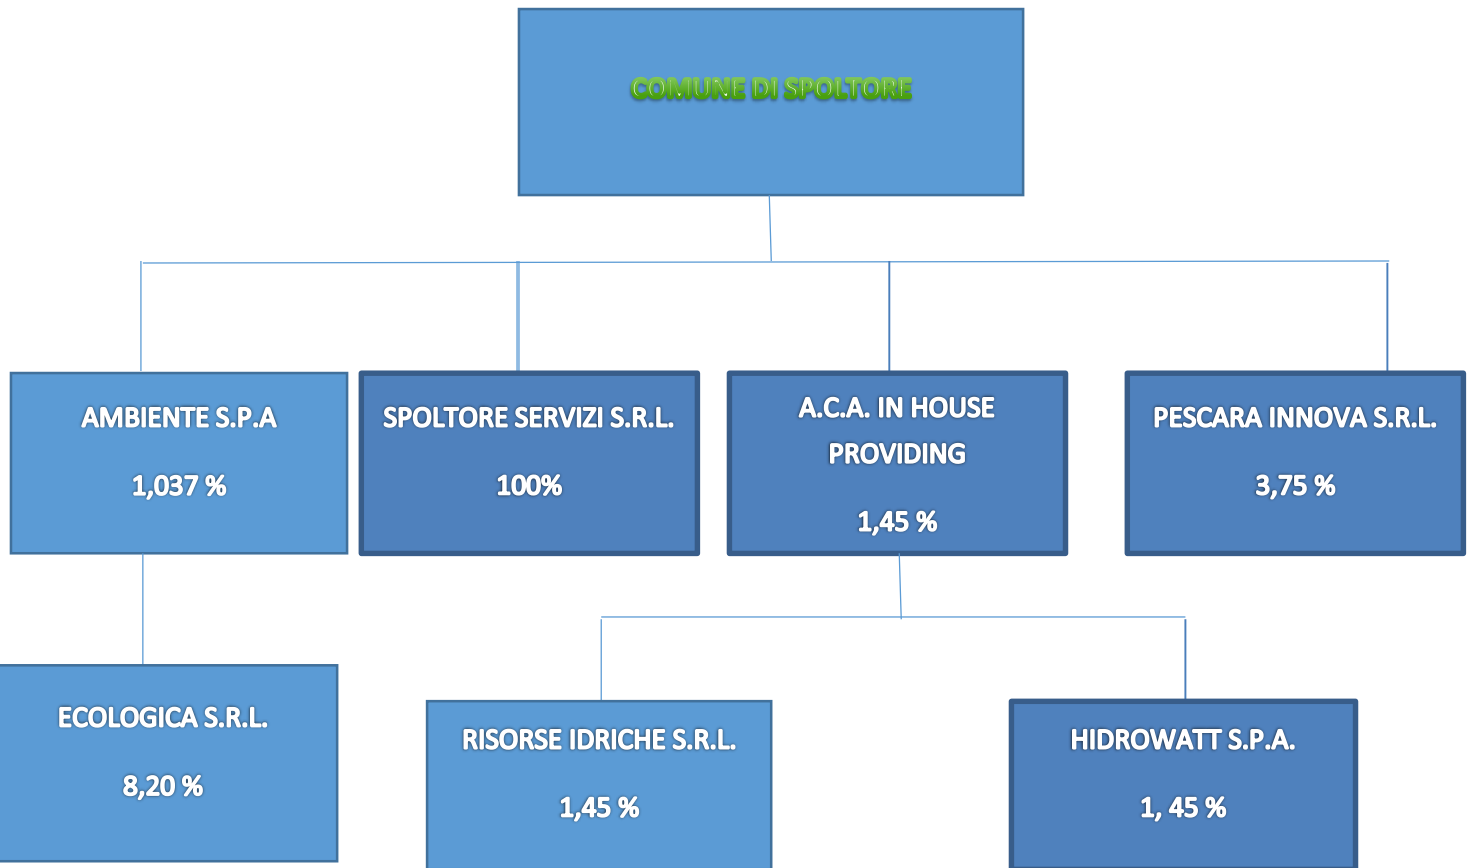 COMUNE DI SPOLTORE
AMBIENTE S.P.A
1,037 %
SPOLTORE SERVIZI S.R.L.
100%
A.C.A. IN HOUSE
PROVIDING
1,45 %
PESCARA INNOVA S.R.L.
3,75 %
ECOLOGICA S.R.L.
8,20 %
RISORSE IDRICHE S.R.L.
1,45 %
HIDROWATT S.P.A.
1, 45 %